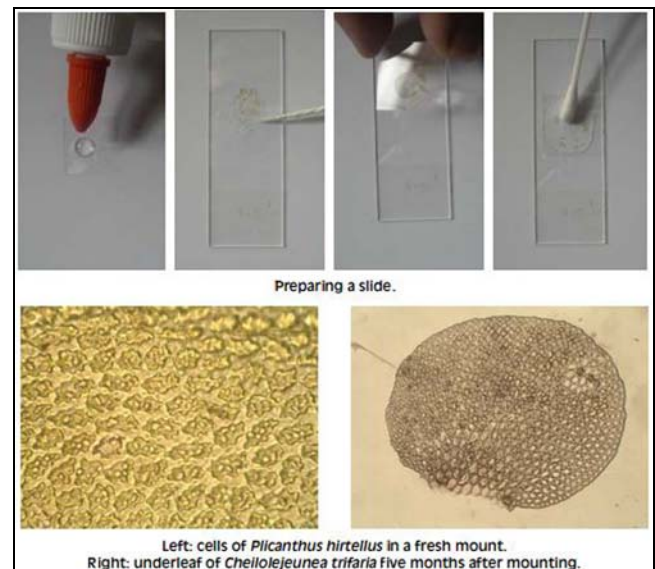 Preparing a slide.
Left: cells of Plicanthus hirtellus in a fresh mount.
Right: underleaf of Cheilolejeunea trifaria five months after mounting.